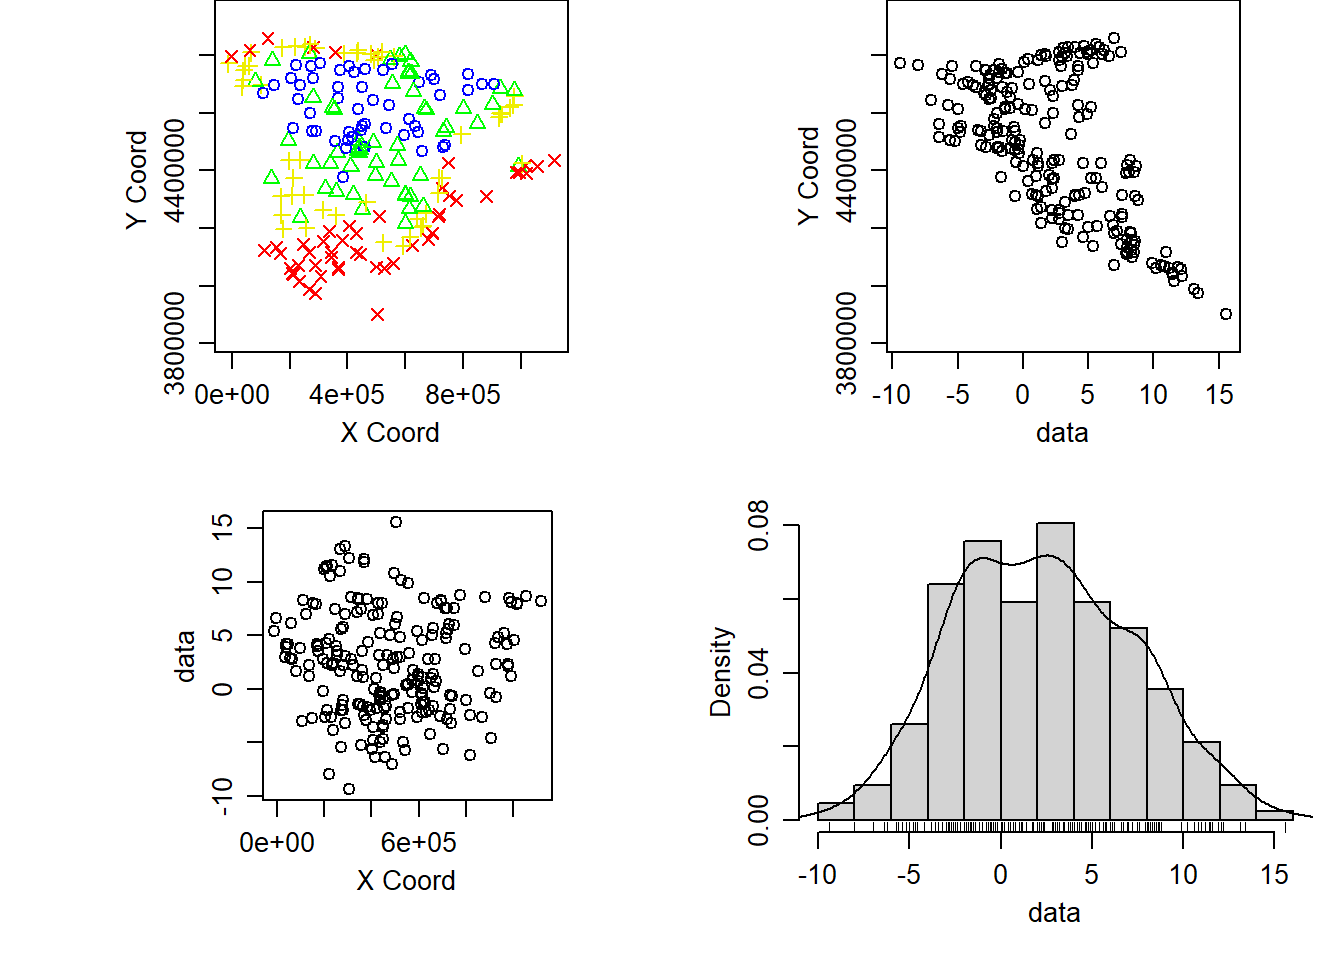 Y Coord
4400000
3800000
0e+00 4e+05 8e+05
X Coord
Y Coord
4400000
3800000
-10 -5 0 5 10 15
data
data
15
10
5
0
-10
0e+00 6e+05
X Coord
Density
0.08
0.04
0.00
-10 -5 0 5 10 15
data